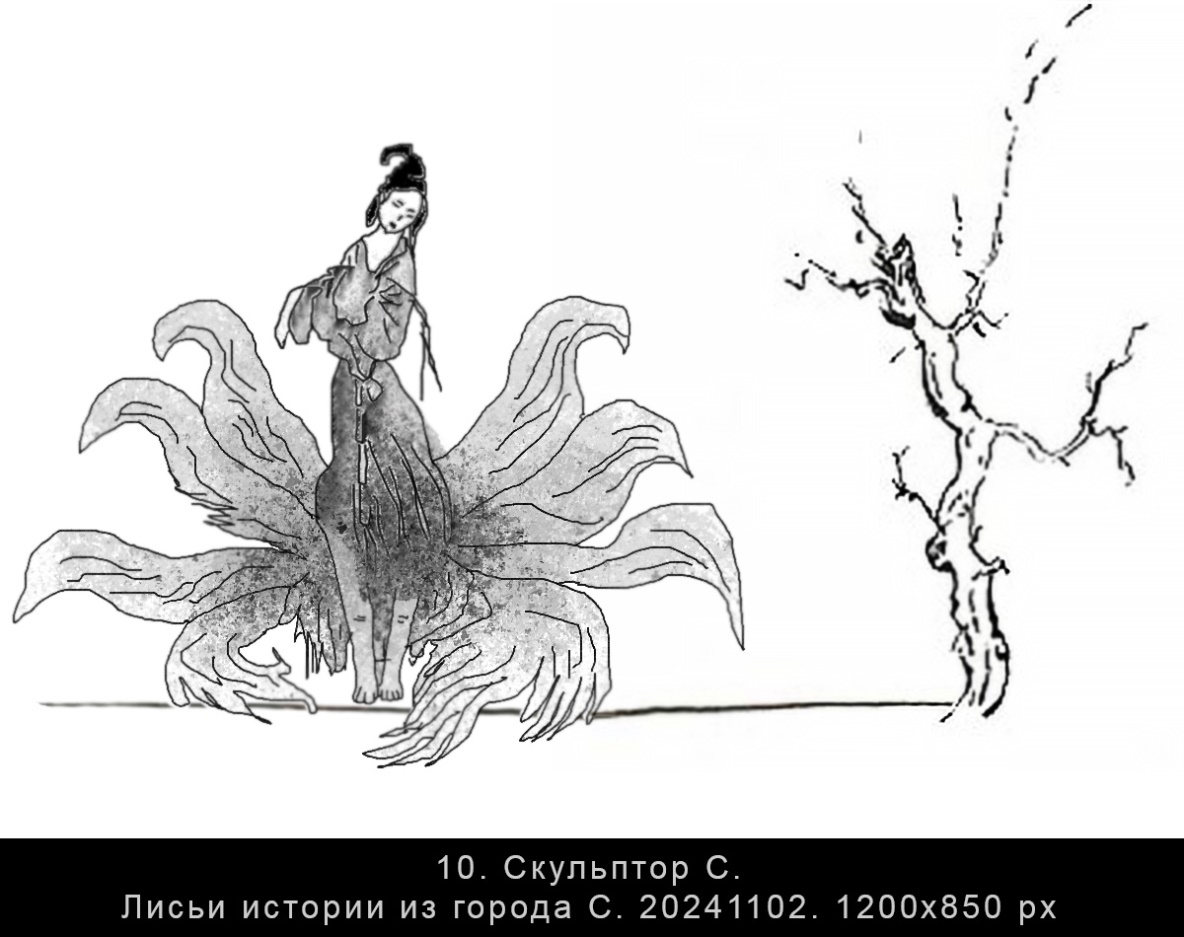 10. Скульптор С.
Лисьи истории из города С. 20241102. 1200x850 px